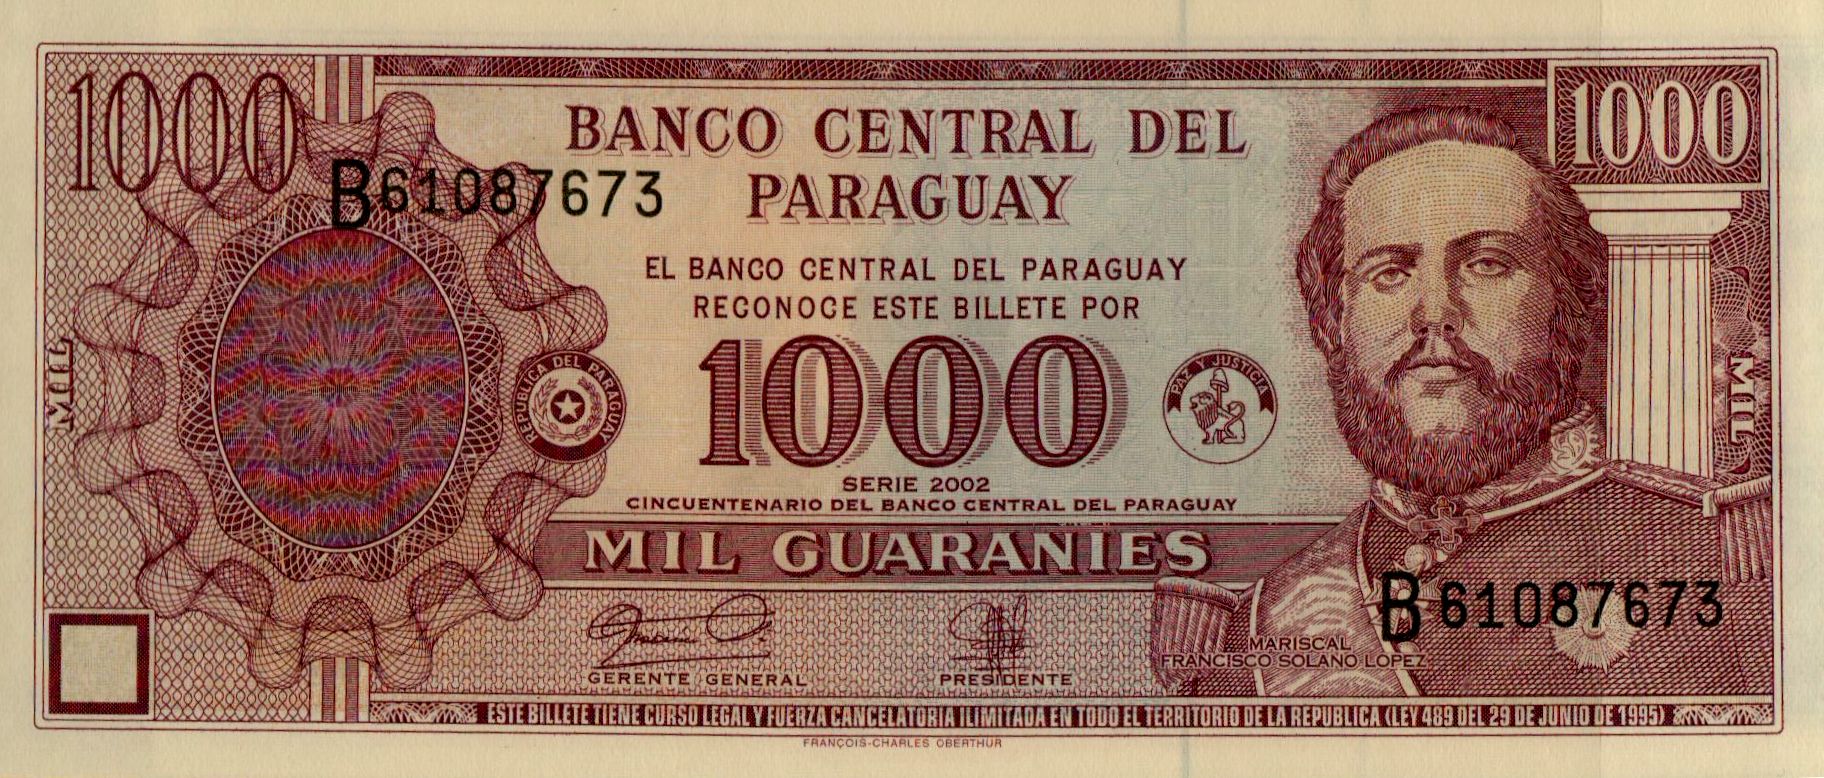 1000
1000
B61087673
BANCO CENTRAL DEL
PARAGUAY
EL BANCO CENTRAL DEL PARAGUAY
RECONOCE ESTE BILLETE POR
1000
REPUBLICA DEL PARAGUAY
PAZ Y JUSTICIA
SERIE 2002
CINCUENTENARIO DEL BANCO CENTRAL DEL PARAGUAY
MIL GUARANIES
MIL
MIL
B61087673
GERENTE GENERAL
PRESIDENTE
MARISCAL
FRANCISCO SOLANO LOPEZ
ESTE BILLETE TIENE CURSO LEGAL Y FUERZA CANCELATORIA ILIMITADA EN TODO EL TERRITORIO DE LA REPUBLICA (LEY 489 DEL 29 DE JUNIO DE 1995)
FRANÇOIS-CHARLES OBERTHUR